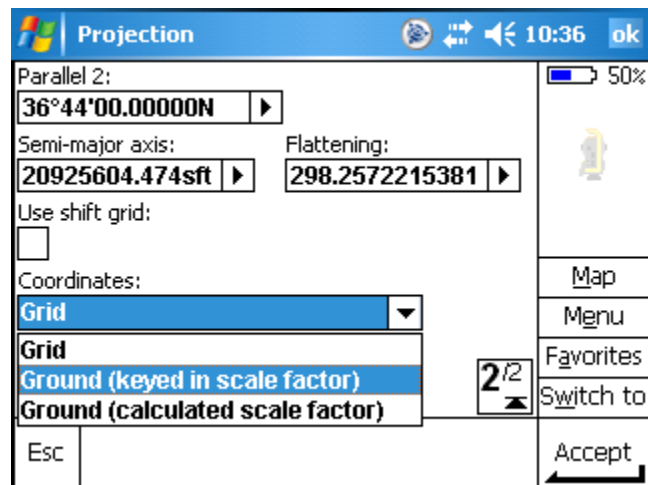 Projection 10:36 ok
Parallel 2:
36°44'00.00000N
50%
Semi-major axis: Flattening:
20925604.474sft 298.2572215381
Use shift grid:
Coordinates:
Grid
Grid
Ground (keyed in scale factor)
Ground (calculated scale factor)
2/2
Map
Menu
Favorites
Switch to
Esc
Accept